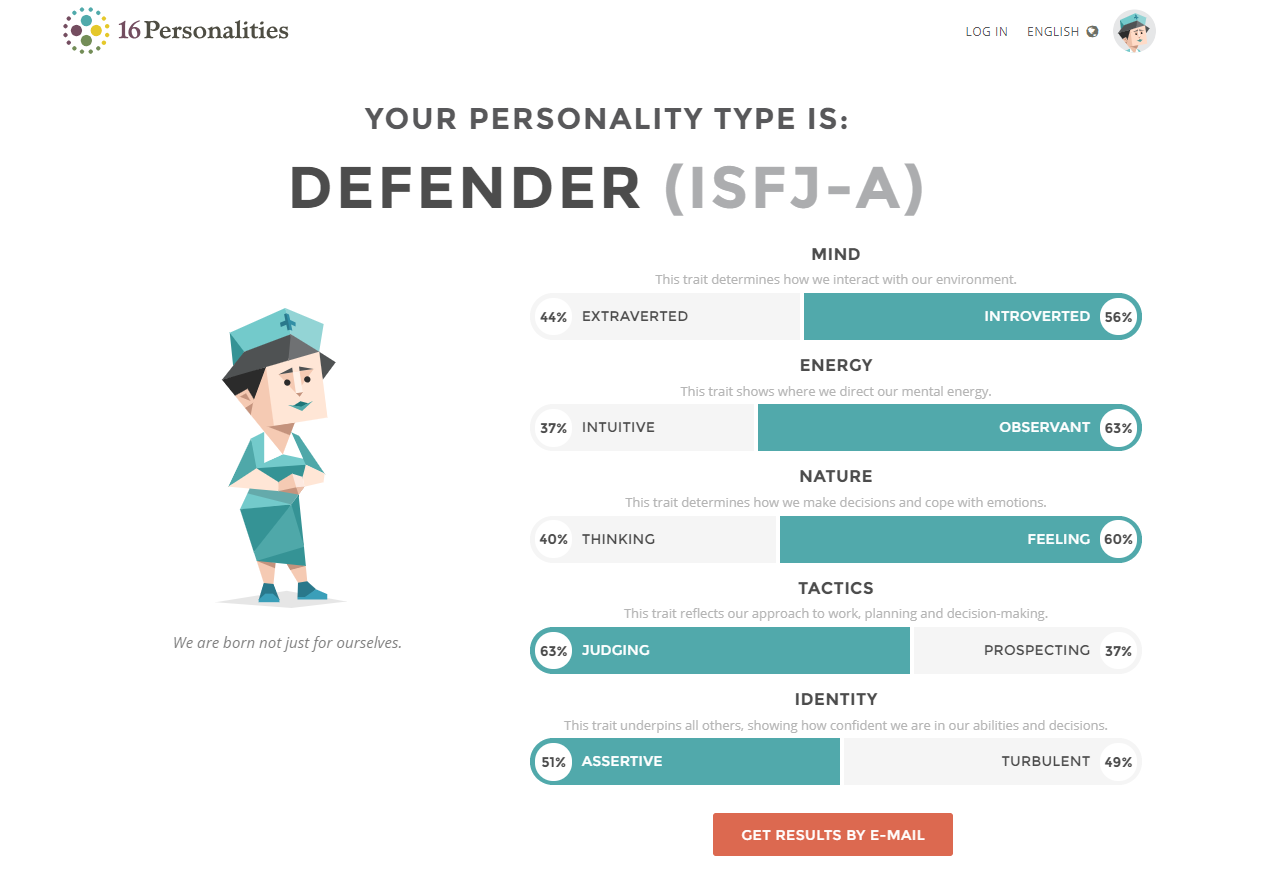 16Personalities
LOG IN
ENGLISH
YOUR PERSONALITY TYPE IS:
DEFENDER (ISFJ-A)
MIND
This trait determines how we interact with our environment.
44% EXTRAVERTED INTROVERTED 56%
ENERGY
This trait shows where we direct our mental energy.
37% INTUITIVE OBSERVANT 63%
NATURE
This trait determines how we make decisions and cope with emotions.
40% THINKING FEELING 60%
TACTICS
This trait reflects our approach to work, planning and decision-making.
63% JUDGING PROSPECTING 37%
IDENTITY
This trait underpins all others, showing how confident we are in our abilities and decisions.
51% ASSERTIVE TURBULENT 49%
We are born not just for ourselves.
GET RESULTS BY E-MAIL